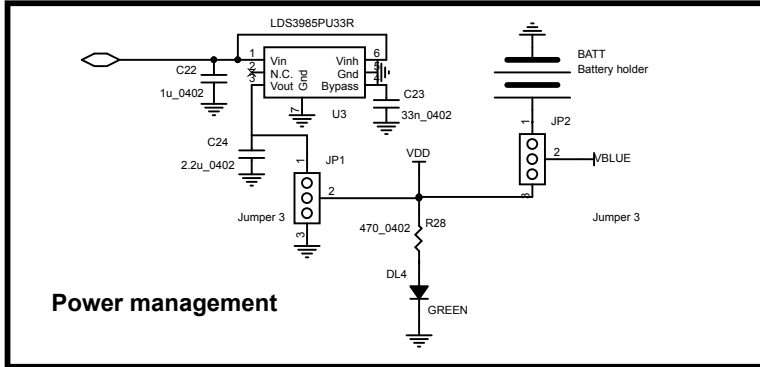 LDS3985PU33R
1
2
3
Vin
N.C.
Vout
Gnd
Vinh
Gnd
Bypass
6
5
4
7
U3
C22
1u_0402
C23
33n_0402
C24
2.2u_0402
BATT
Battery holder
JP1
1
2
3
Jumper 3
VDD
JP2
1
2
3
VBLUE
Jumper 3
470_0402
R28
DL4
GREEN
Power management